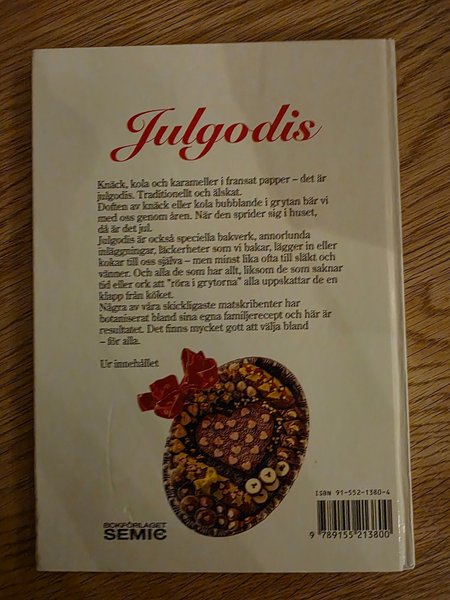 Julgodis
Knäck, kola och karameller i fransat papper – det är
julgodis. Traditionellt och älskat.
Doften av knäck eller kola bubblande i grytan bär vi
med oss genom åren. När den sprider sig i huset,
då är det jul.
Julgodis är också speciella bakverk, annorlunda
inläggningar, läckerheter som vi bakar, lägger in eller
kokar till oss själva – men minst lika ofta till släkt och
vänner. Och alla de som har allt, liksom de som saknar
tid eller ork att "röra i grytorna" alla uppskattar de en
klapp från köket.
Några av våra skickligaste matskribenter har
botaniserat bland sina egna familjerecept och här är
resultatet. Det finns mycket gott att välja bland
– för alla.
Ur innehållet
ISBN 91-552-1380-4
9 789155 213800
BOKFÖRLAGET
SEMIC